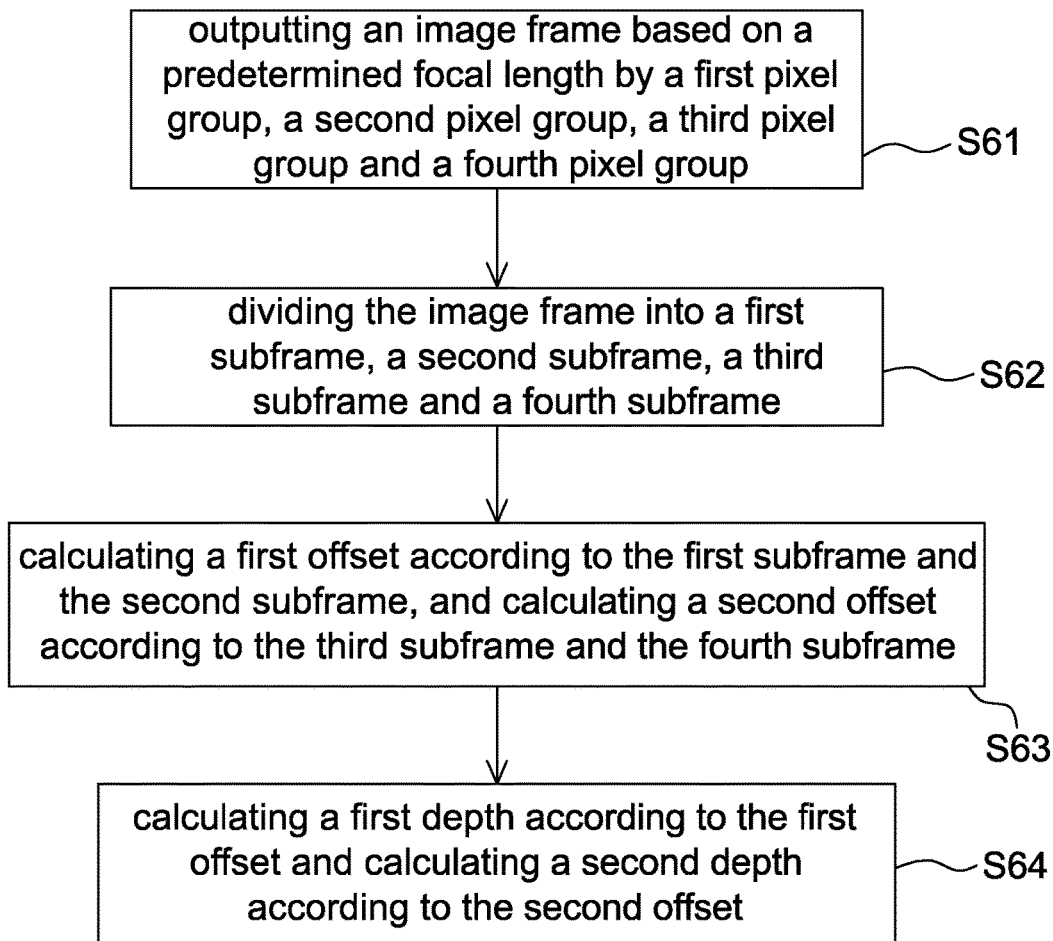 outputting an image frame based on a
predetermined focal length by a first pixel
group, a second pixel group, a third pixel
group and a fourth pixel group
S61
dividing the image frame into a first
subframe, a second subframe, a third
subframe and a fourth subframe
S62
calculating a first offset according to the first subframe and
the second subframe, and calculating a second offset
according to the third subframe and the fourth subframe
S63
calculating a first depth according to the first
offset and calculating a second depth
according to the second offset
S64